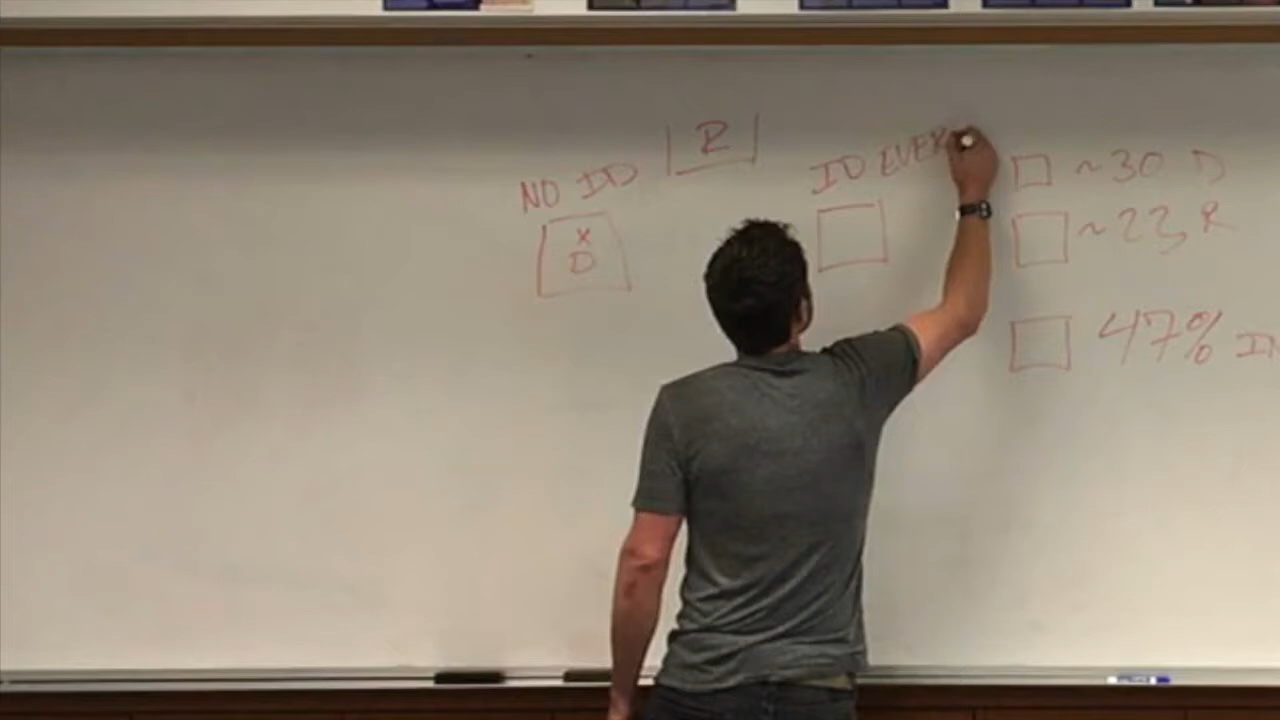 R
NO ID
X
D
ID EVER
~30 D
~23 R
47%